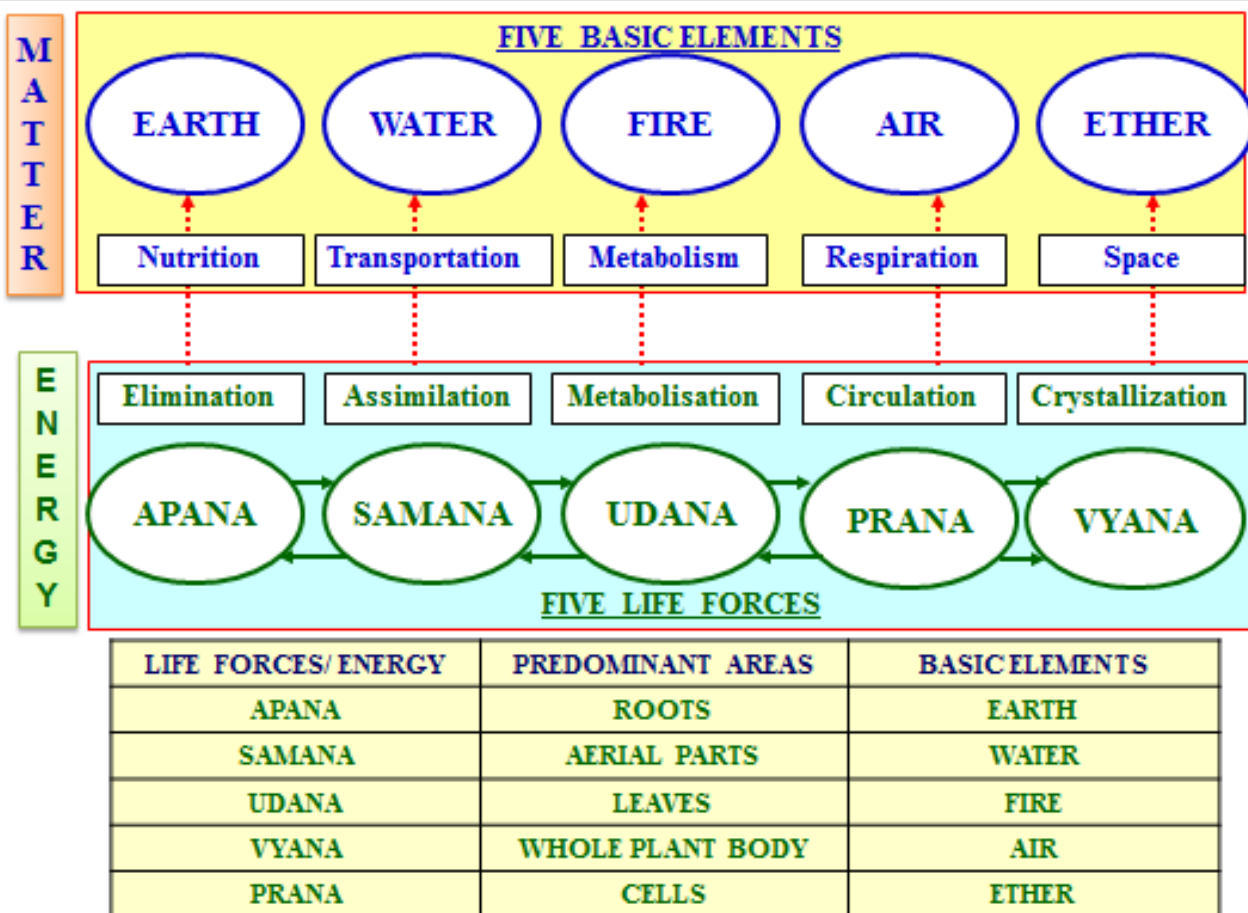 MATTER
FIVE BASIC ELEMENTS
EARTH WATER FIRE AIR ETHER
Nutrition Transportation Metabolism Respiration Space
ENERGY
Elimination Assimilation Metabolisation Circulation Crystallization
APANA SAMANA UDANA PRANA VYANA
FIVE LIFE FORCES
LIFE FORCES/ ENERGY PREDOMINANT AREAS BASIC ELEMENTS
APANA ROOTS EARTH
SAMANA AERIAL PARTS WATER
UDANA LEAVES FIRE
VYANA WHOLE PLANT BODY AIR
PRANA CELLS ETHER